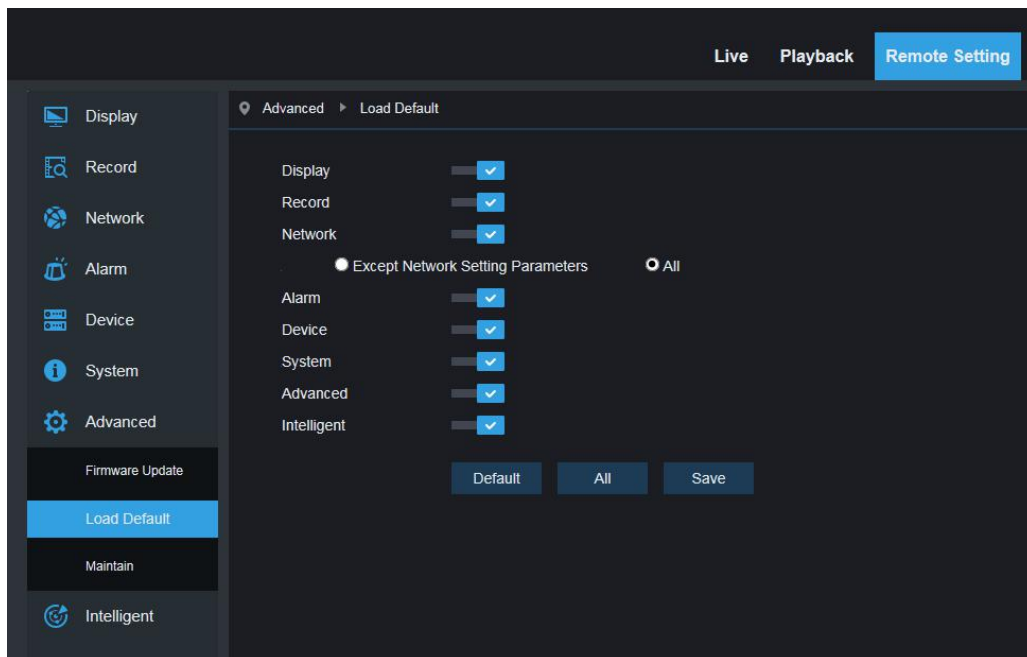 Live Playback Remote Setting
Advanced Load Default
Display
Record
Network
Alarm
Device
System
Advanced
Firmware Update
Load Default
Maintain
Intelligent
Display
Record
Network
Except Network Setting Parameters All
Alarm
Device
System
Advanced
Intelligent
Default All Save